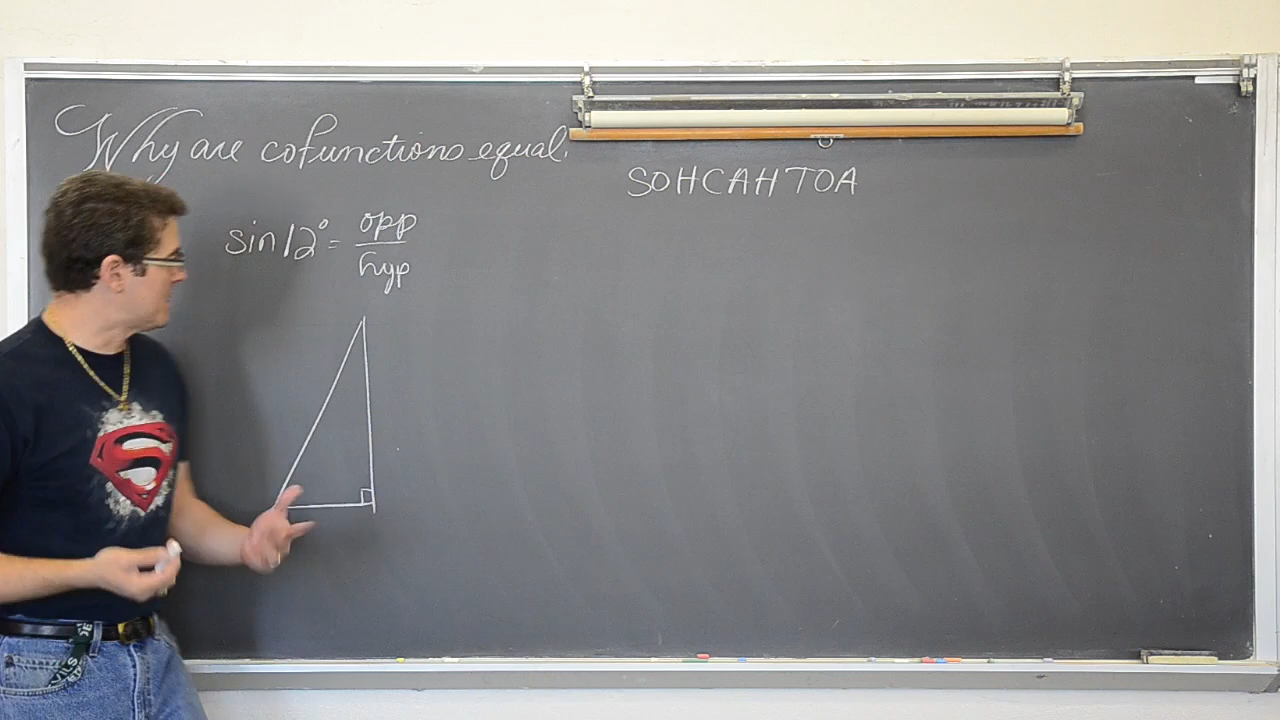 Why are cofunctions equal.
SOHCAHTOA
sin 12° = opp
hyp